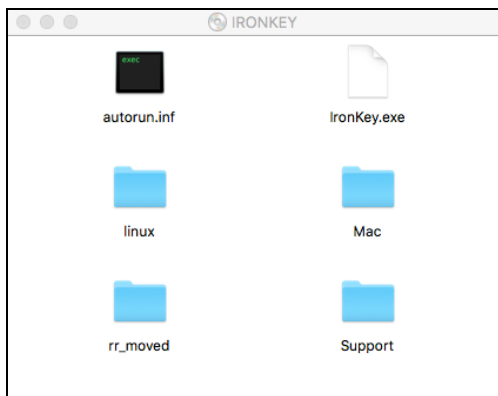 IRONKEY
exec
autorun.inf
IronKey.exe
linux
Mac
rr_moved
Support